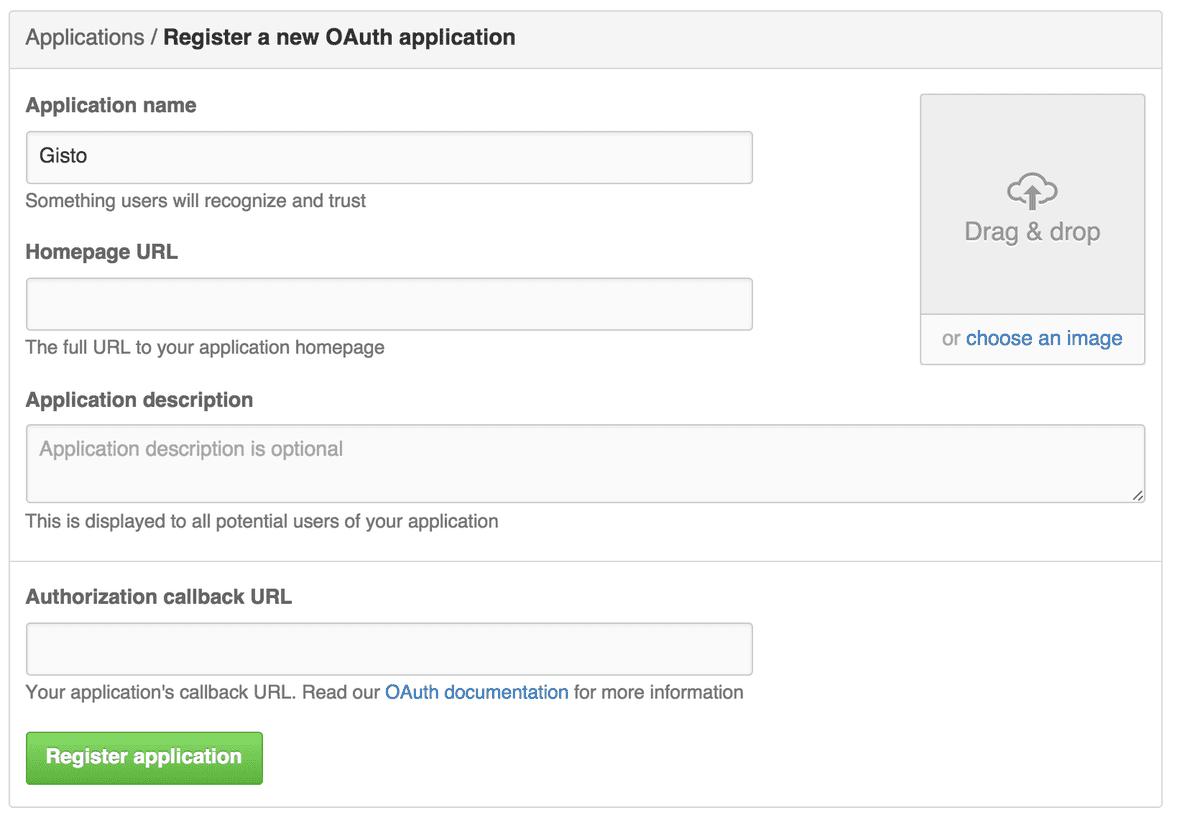 Applications / Register a new OAuth application
Application name
Gisto
Something users will recognize and trust
Drag & drop
or choose an image
Homepage URL
The full URL to your application homepage
Application description
Application description is optional
This is displayed to all potential users of your application
Authorization callback URL
Your application's callback URL. Read our OAuth documentation for more information
Register application